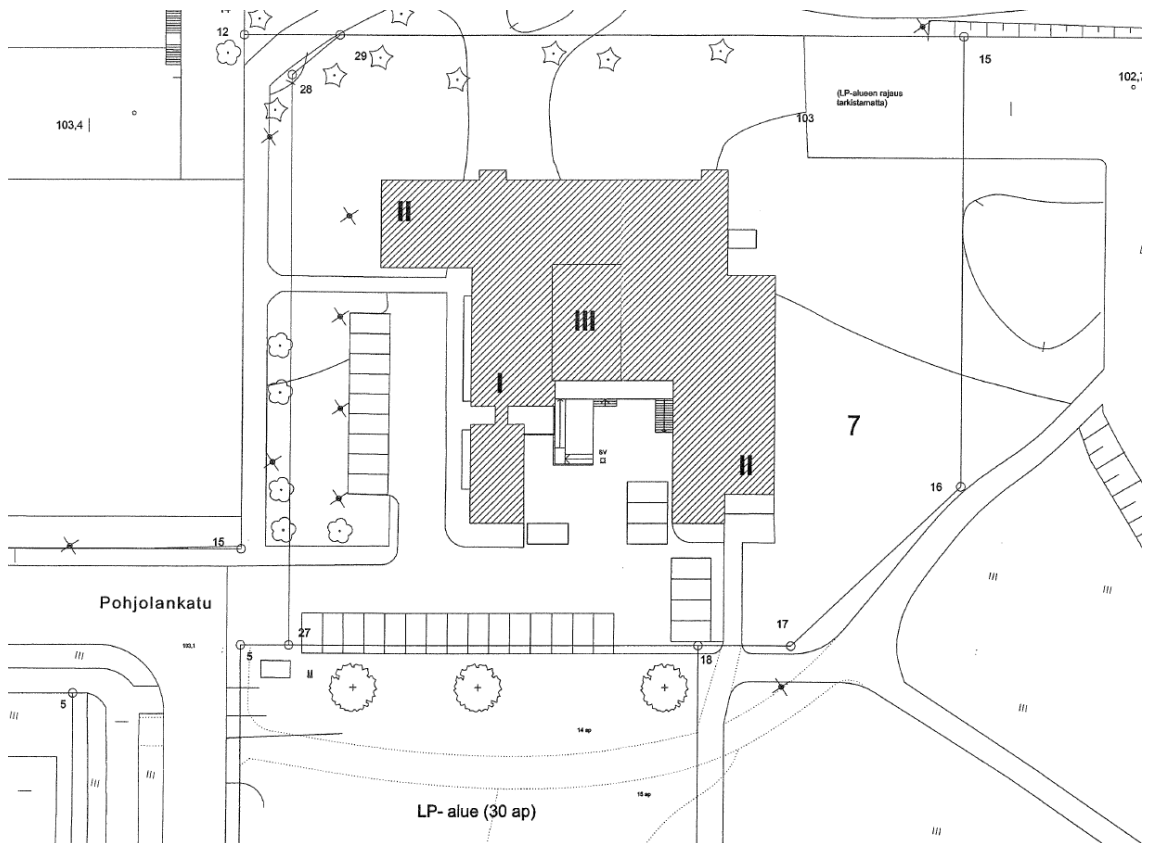 12
29
15
28
102,7
(LP-alueen rajaus
tarkistamatta)
103
103,4
II
III
I
7
II
SV
16
15
Pohjolankatu
27
17
103,1
5
18
5
14 ap
15 ap
LP- alue (30 ap)